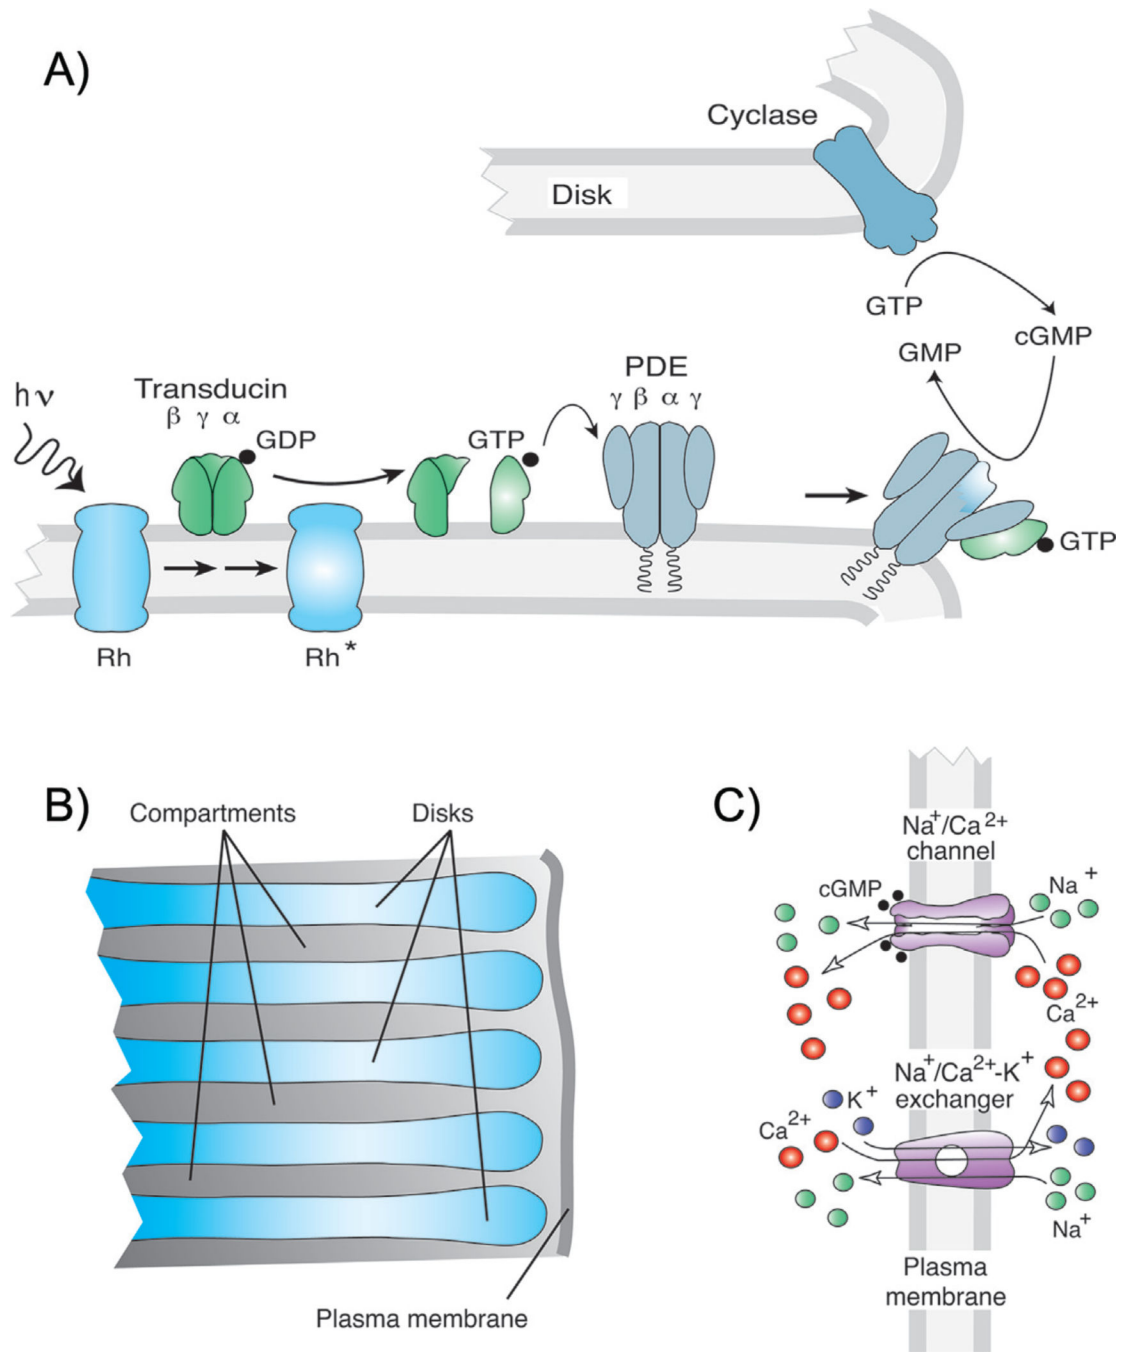 A)
Cyclase
Disk
GTP
cGMP
GMP
hν
Transducin
β γ α
GDP
GTP
PDE
γ β α γ
GTP
Rh
Rh*
B)
Compartments
Disks
Plasma membrane
C)
Na+/Ca2+
channel
cGMP
Na+
Ca2+
Na+/Ca2+-K+
exchanger
K+
Ca2+
Na+
Plasma
membrane